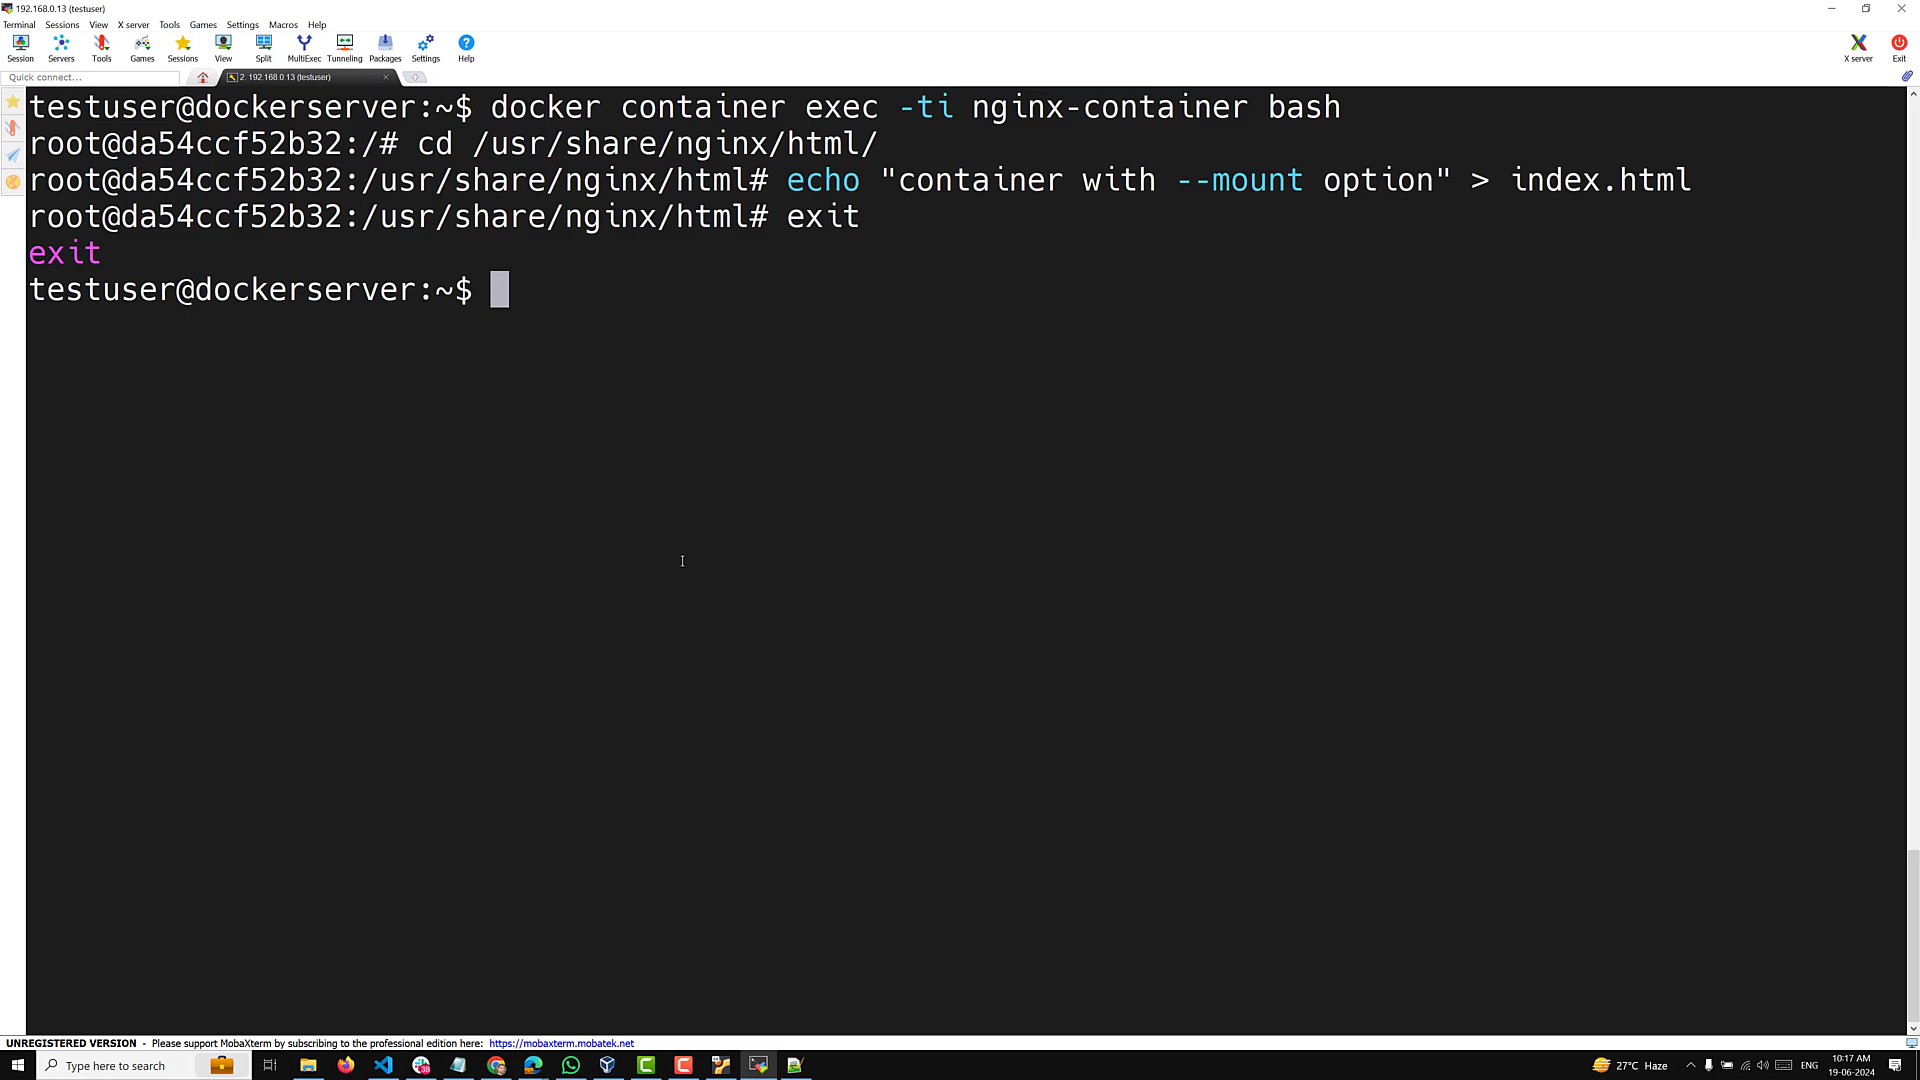 192.168.0.13 (testuser)
Terminal Sessions View X server Tools Games Settings Macros Help
Session Servers Tools Games Sessions View Split MultiExec Tunneling Packages Settings Help X server Exit
Quick connect... 2. 192.168.0.13 (testuser)
testuser@dockerserver:~$ docker container exec -ti nginx-container bash
root@da54ccf52b32:/# cd /usr/share/nginx/html/
root@da54ccf52b32:/usr/share/nginx/html# echo "container with --mount option" > index.html
root@da54ccf52b32:/usr/share/nginx/html# exit
exit
testuser@dockerserver:~$
UNREGISTERED VERSION - Please support MobaXterm by subscribing to the professional edition here: https://mobaxterm.mobatek.net
Type here to search 27°C Haze ENG 10:17 AM
19-06-2024